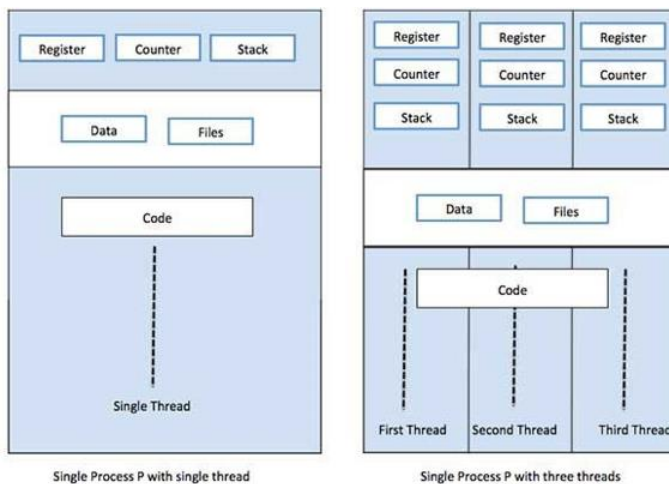 Register Counter Stack
Data Files
Code
Single Thread
Single Process P with single thread
Register Register Register
Counter Counter Counter
Stack Stack Stack
Data Files
Code
First Thread Second Thread Third Thread
Single Process P with three threads